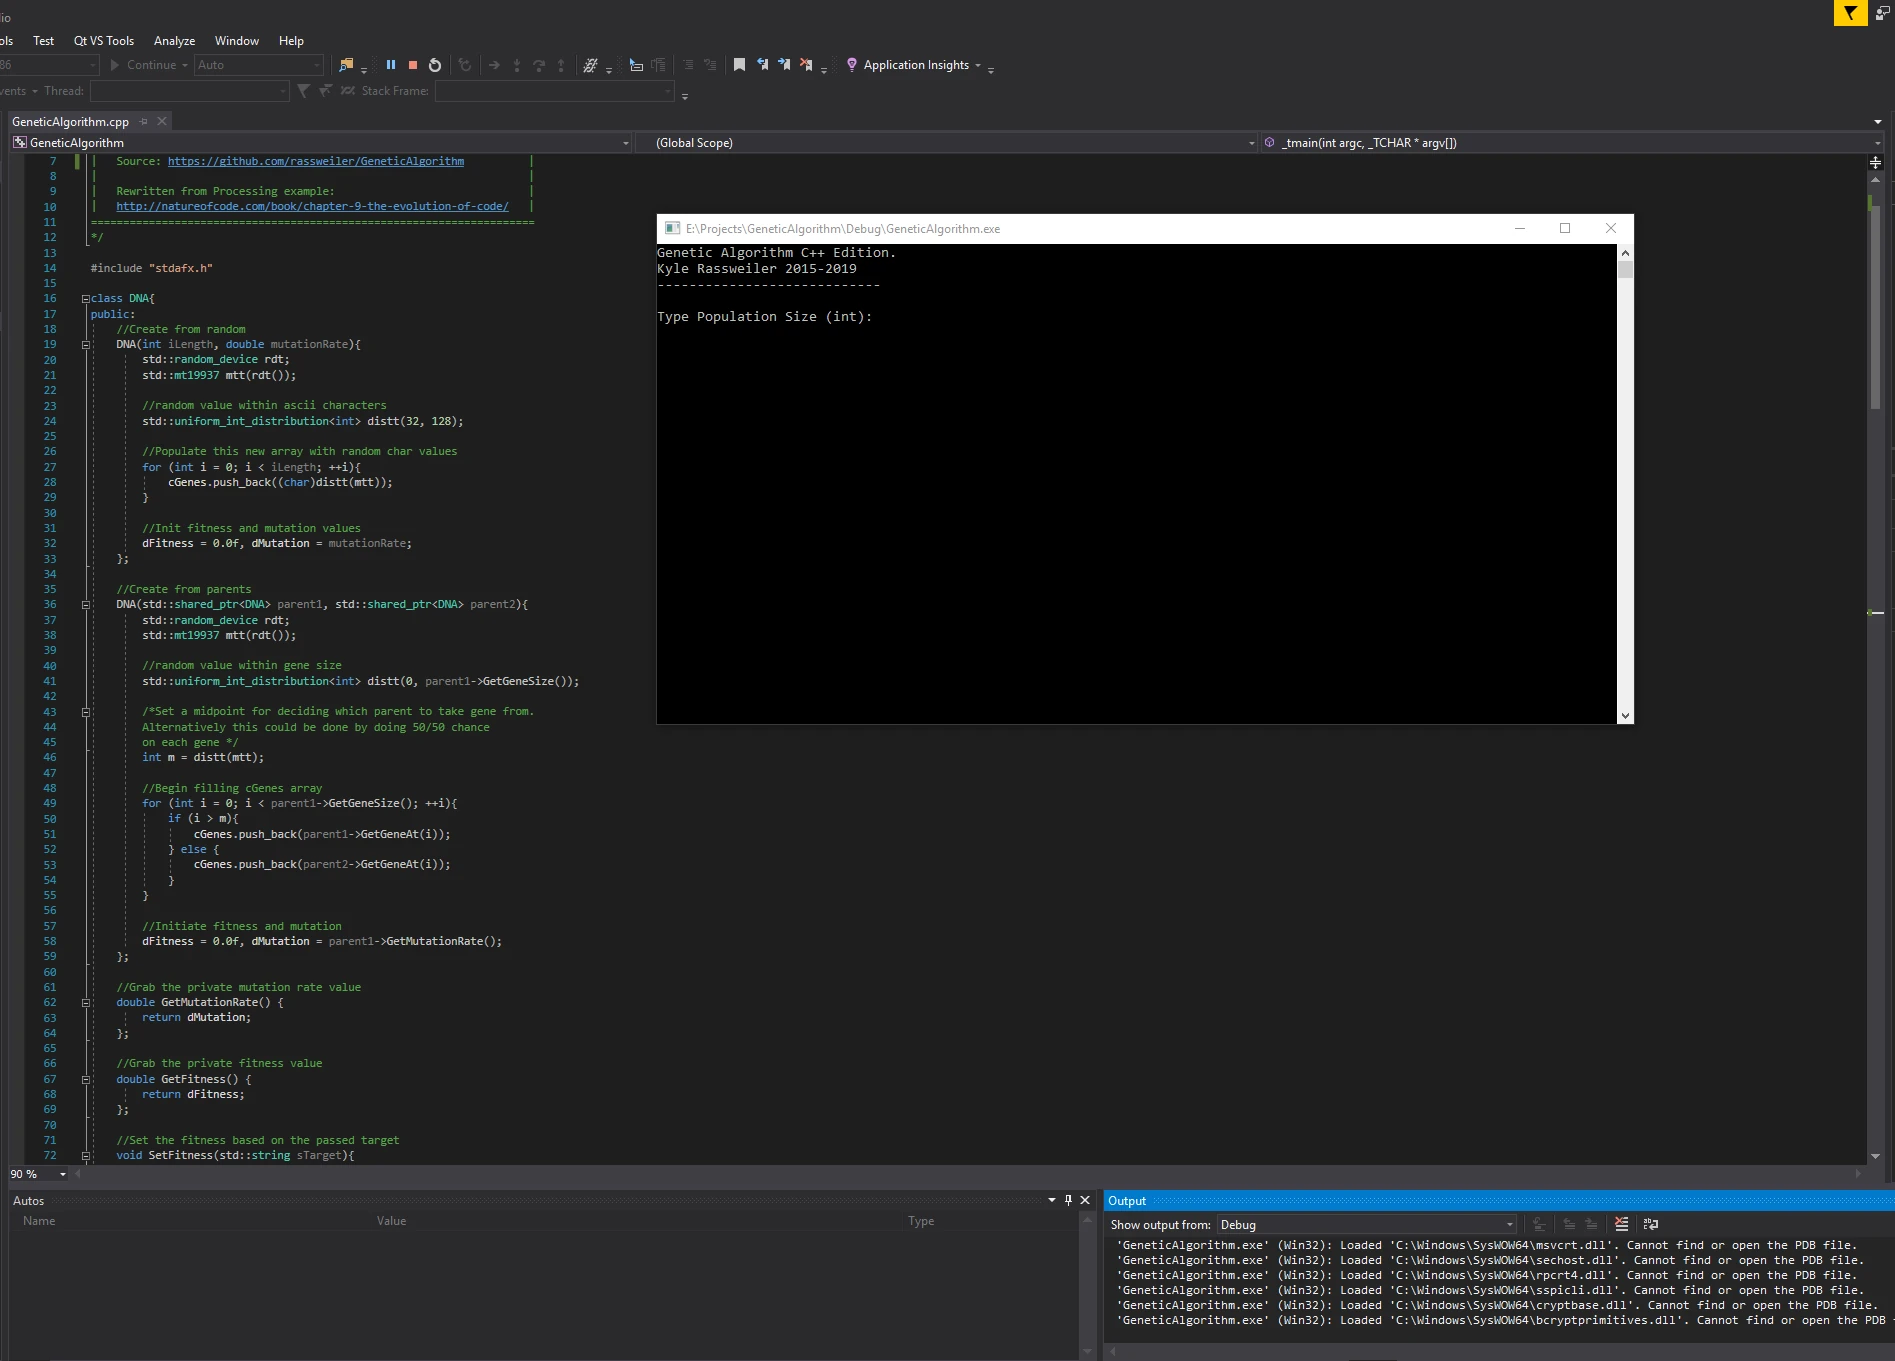 io
ols Test Qt VS Tools Analyze Window Help
86 Continue Auto Application Insights
vents Thread: Stack Frame:
GeneticAlgorithm.cpp
GeneticAlgorithm (Global Scope) _tmain(int argc, _TCHAR * argv[])
7 | Source: https://github.com/rassweiler/GeneticAlgorithm |
8 | |
9 | Rewritten from Processing example: |
10 | http://natureofcode.com/book/chapter-9-the-evolution-of-code/ |
11 =====================================================================
12 */
13
14 #include "stdafx.h"
15
16 class DNA{
17 public:
18 //Create from random
19 DNA(int iLength, double mutationRate){
20 std::random_device rdt;
21 std::mt19937 mtt(rdt());
22
23 //random value within ascii characters
24 std::uniform_int_distribution<int> distt(32, 128);
25
26 //Populate this new array with random char values
27 for (int i = 0; i < iLength; ++i){
28 cGenes.push_back((char)distt(mtt));
29 }
30
31 //Init fitness and mutation values
32 dFitness = 0.0f, dMutation = mutationRate;
33 };
34
35 //Create from parents
36 DNA(std::shared_ptr<DNA> parent1, std::shared_ptr<DNA> parent2){
37 std::random_device rdt;
38 std::mt19937 mtt(rdt());
39
40 //random value within gene size
41 std::uniform_int_distribution<int> distt(0, parent1->GetGeneSize());
42
43 /*Set a midpoint for deciding which parent to take gene from.
44 Alternatively this could be done by doing 50/50 chance
45 on each gene */
46 int m = distt(mtt);
47
48 //Begin filling cGenes array
49 for (int i = 0; i < parent1->GetGeneSize(); ++i){
50 if (i > m){
51 cGenes.push_back(parent1->GetGeneAt(i));
52 } else {
53 cGenes.push_back(parent2->GetGeneAt(i));
54 }
55 }
56
57 //Initiate fitness and mutation
58 dFitness = 0.0f, dMutation = parent1->GetMutationRate();
59 };
60
61 //Grab the private mutation rate value
62 double GetMutationRate() {
63 return dMutation;
64 };
65
66 //Grab the private fitness value
67 double GetFitness() {
68 return dFitness;
69 };
70
71 //Set the fitness based on the passed target
72 void SetFitness(std::string sTarget){
90 %
E:\Projects\GeneticAlgorithm\Debug\GeneticAlgorithm.exe
Genetic Algorithm C++ Edition.
Kyle Rassweiler 2015-2019
----------------------------
Type Population Size (int):
Autos
Name Value Type
Output
Show output from: Debug
'GeneticAlgorithm.exe' (Win32): Loaded 'C:\Windows\SysWOW64\msvcrt.dll'. Cannot find or open the PDB file.
'GeneticAlgorithm.exe' (Win32): Loaded 'C:\Windows\SysWOW64\sechost.dll'. Cannot find or open the PDB file.
'GeneticAlgorithm.exe' (Win32): Loaded 'C:\Windows\SysWOW64\rpcrt4.dll'. Cannot find or open the PDB file.
'GeneticAlgorithm.exe' (Win32): Loaded 'C:\Windows\SysWOW64\sspicli.dll'. Cannot find or open the PDB file.
'GeneticAlgorithm.exe' (Win32): Loaded 'C:\Windows\SysWOW64\cryptbase.dll'. Cannot find or open the PDB file.
'GeneticAlgorithm.exe' (Win32): Loaded 'C:\Windows\SysWOW64\bcryptprimitives.dll'. Cannot find or open the PDB